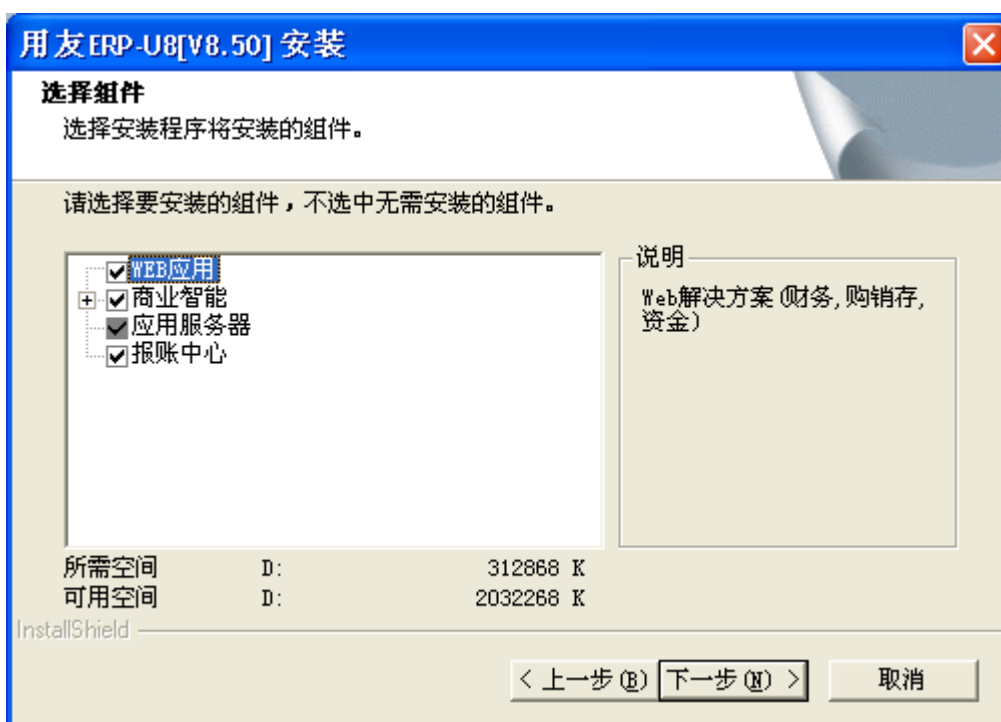 用友ERP-U8[V8.50] 安装
选择组件
选择安装程序将安装的组件。
请选择要安装的组件，不选中无需安装的组件。
WEB应用
商业智能
应用服务器
报账中心
说明
Web解决方案(财务,购销存,
资金)
所需空间 D: 312868 K
可用空间 D: 2032268 K
InstallShield
< 上一步(B) 下一步(N) > 取消